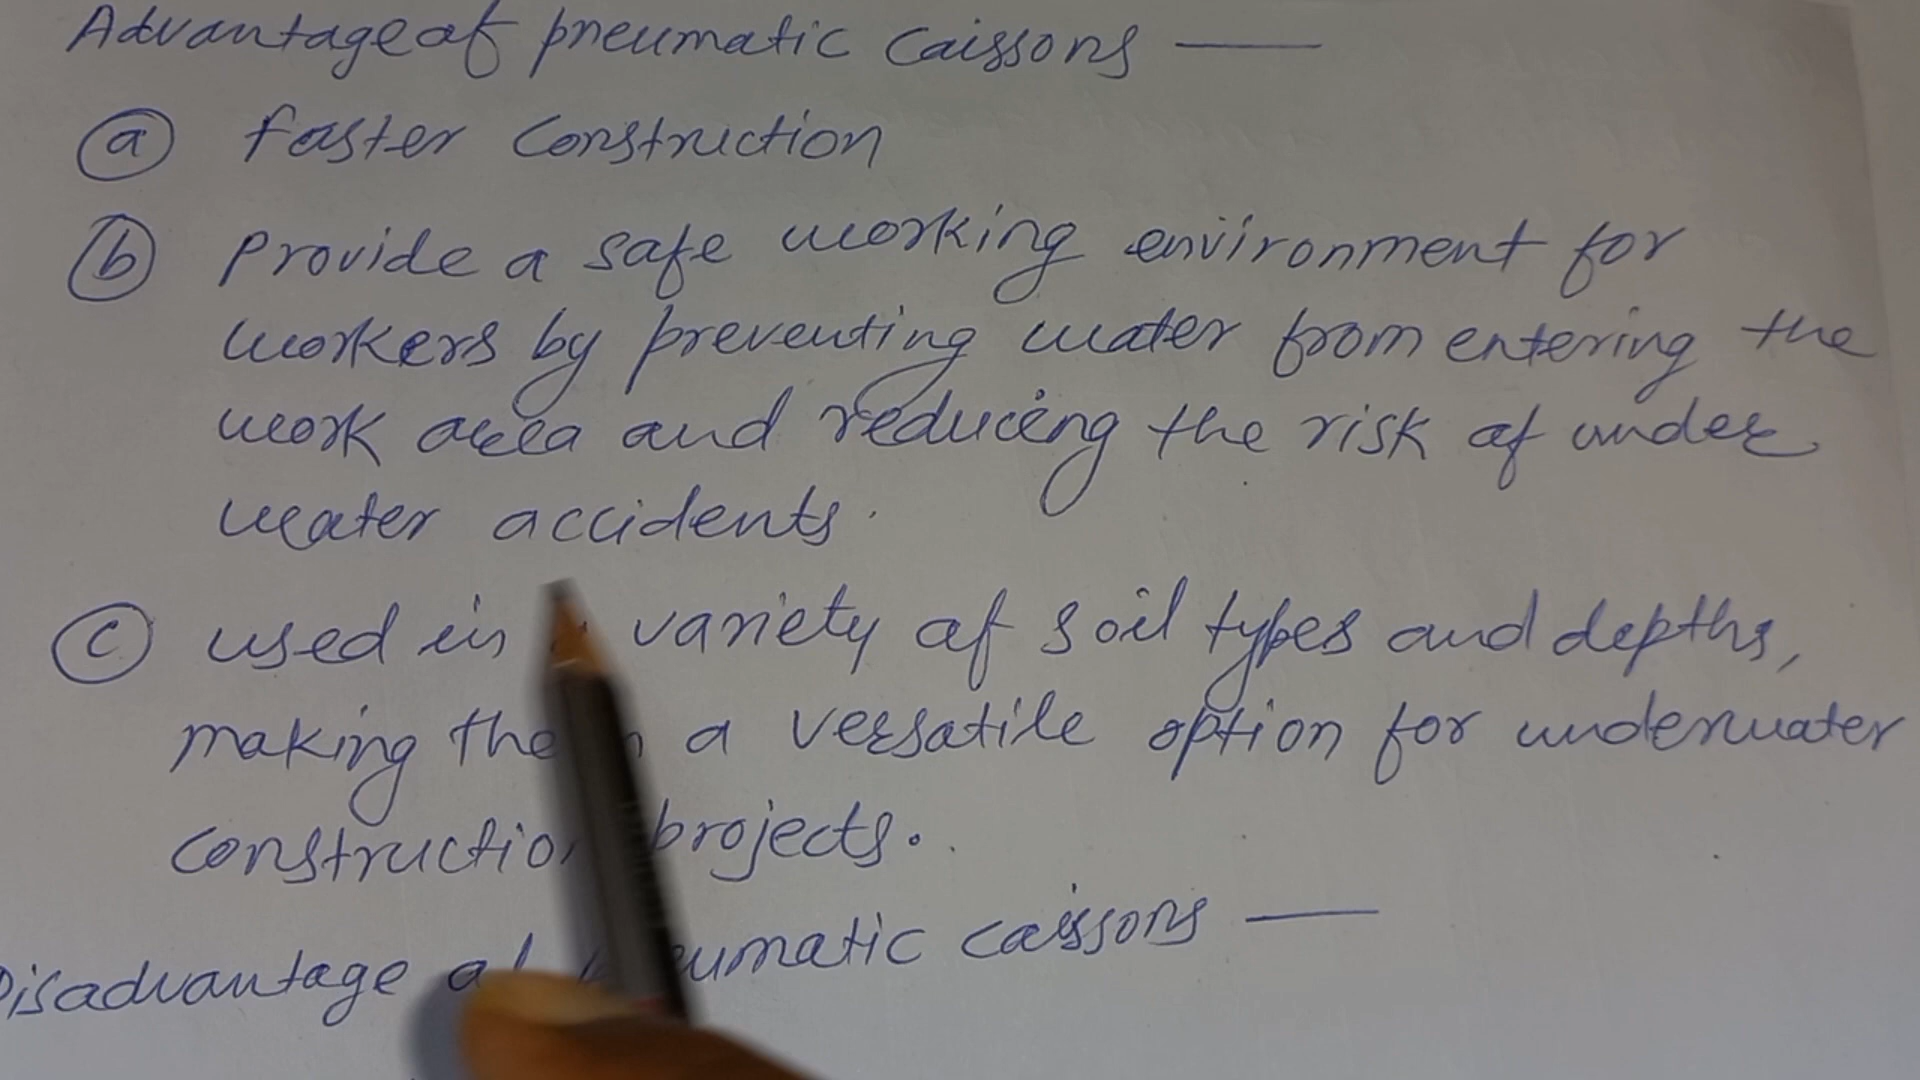 Advantage of pneumatic caissons —
(a) faster construction
(b) provide a safe working environment for
workers by preventing water from entering the
work area and reducing the risk of under
water accidents.
(c) used in variety of soil types and depths,
making a versatile option for underwater
construction projects.
Disadvantage caissons —